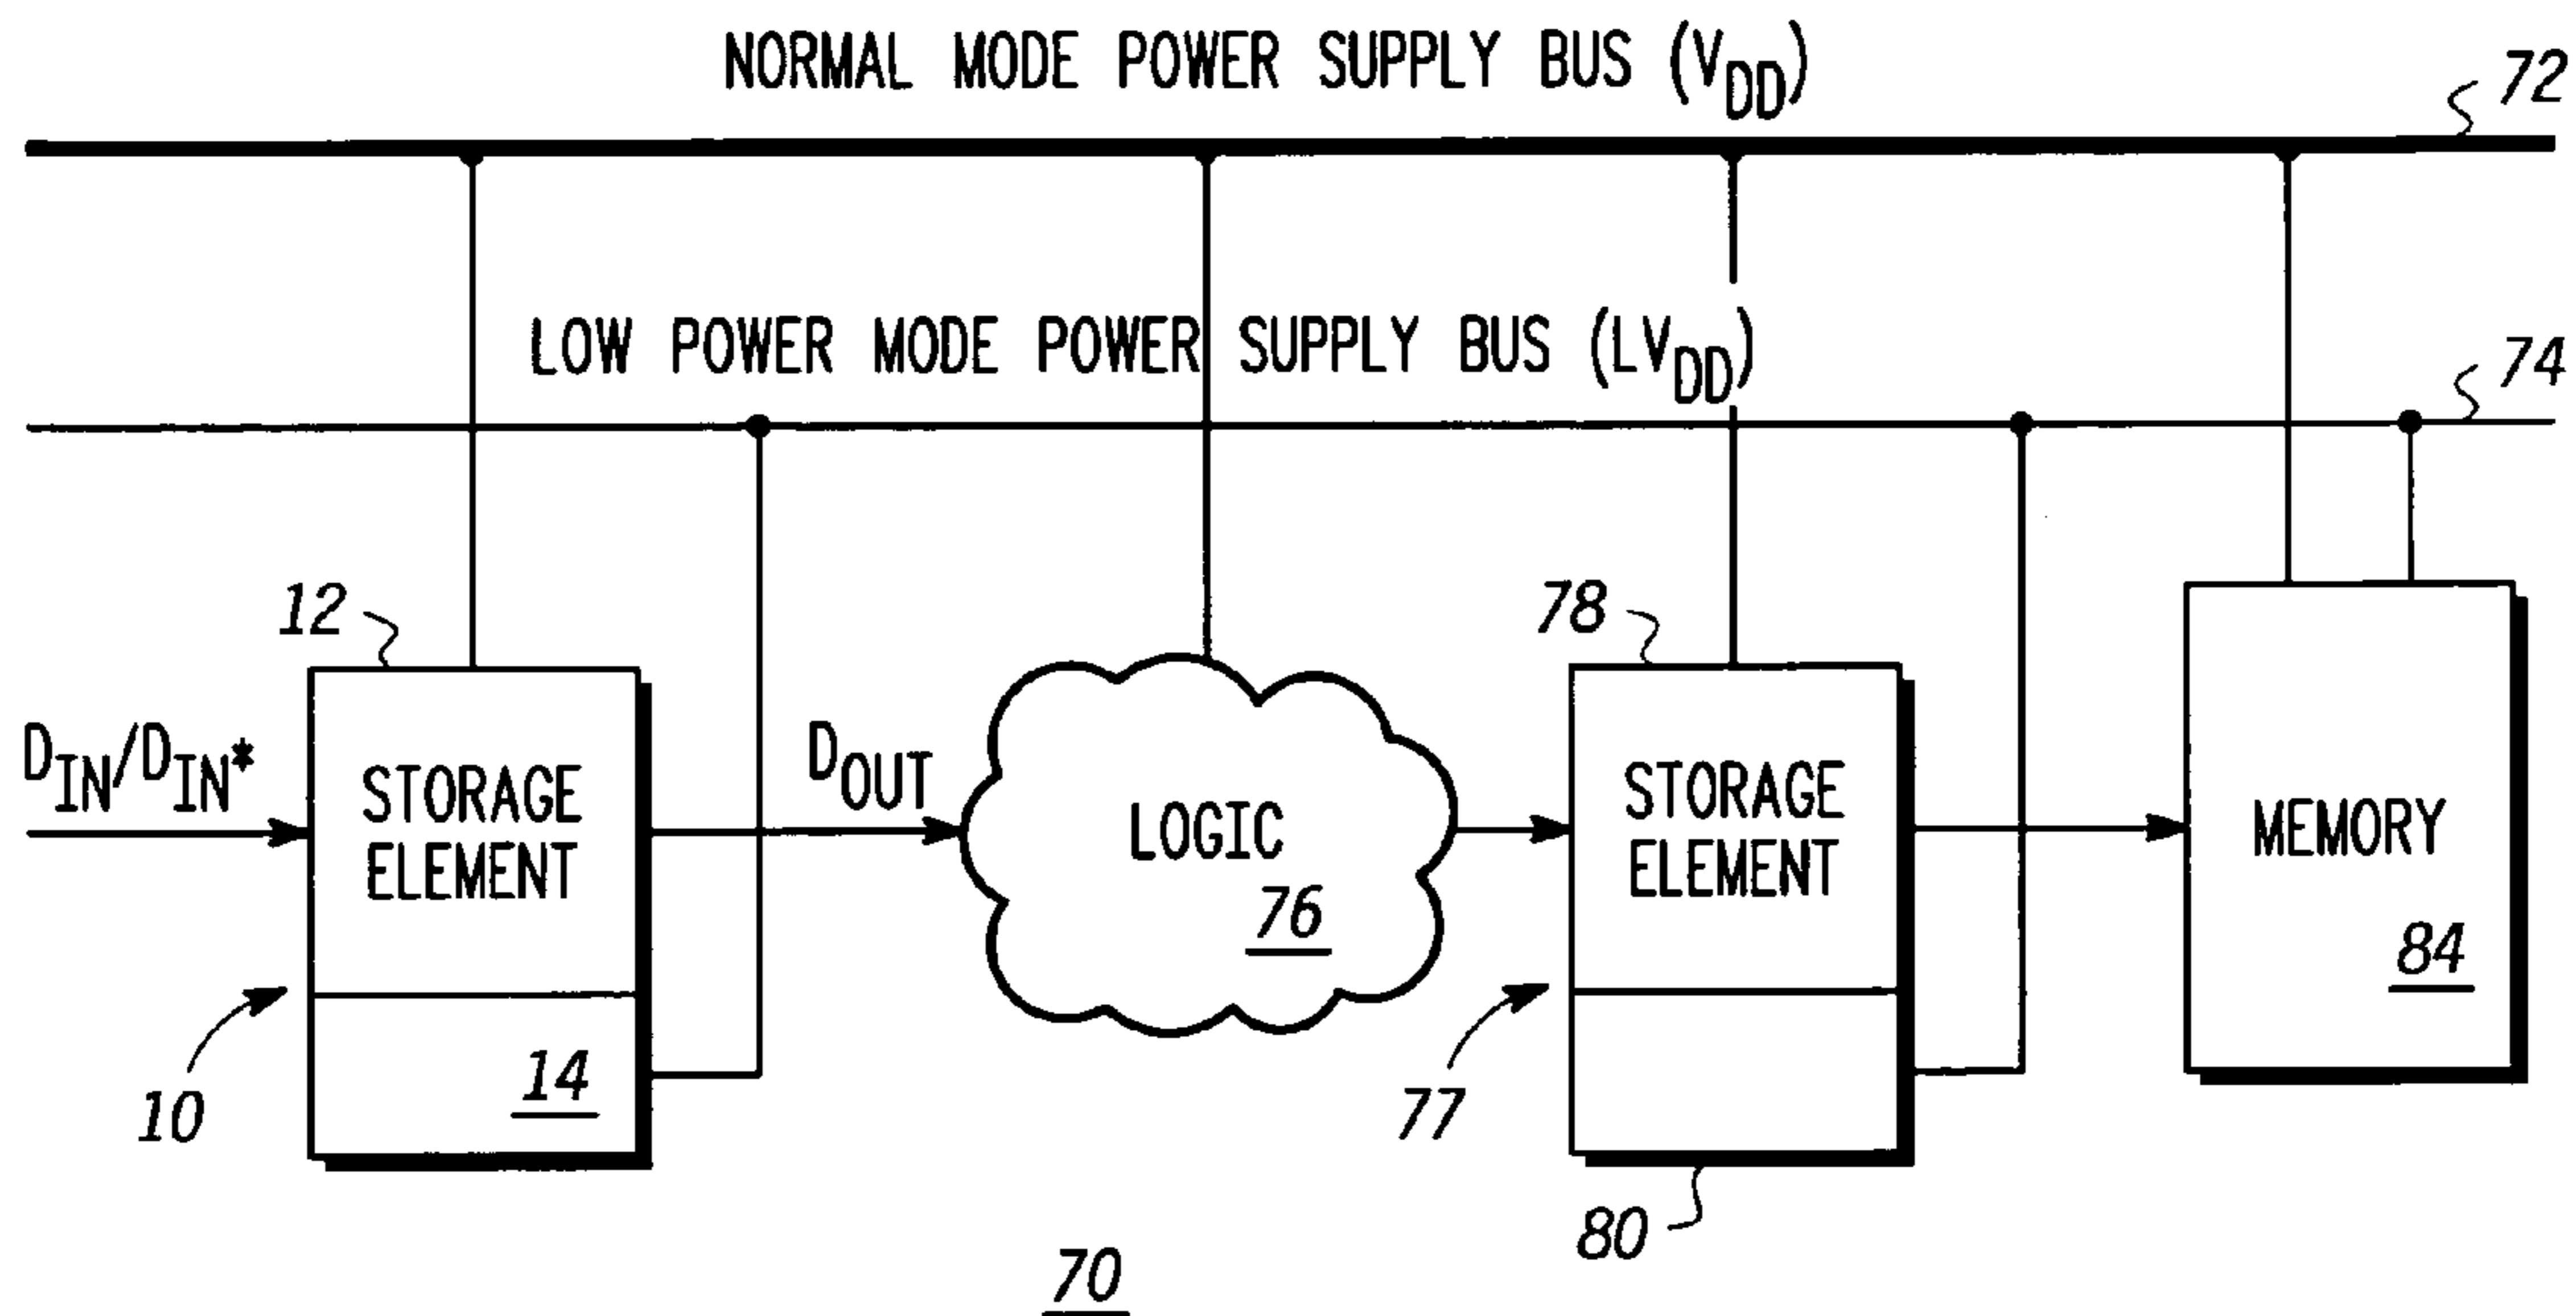 NORMAL MODE POWER SUPPLY BUS (VDD)
72
LOW POWER MODE POWER SUPPLY BUS (LVDD)
74
12
78
DIN/DIN*
STORAGE
ELEMENT
DOUT
LOGIC
76
STORAGE
ELEMENT
MEMORY
84
10
14
77
80
70